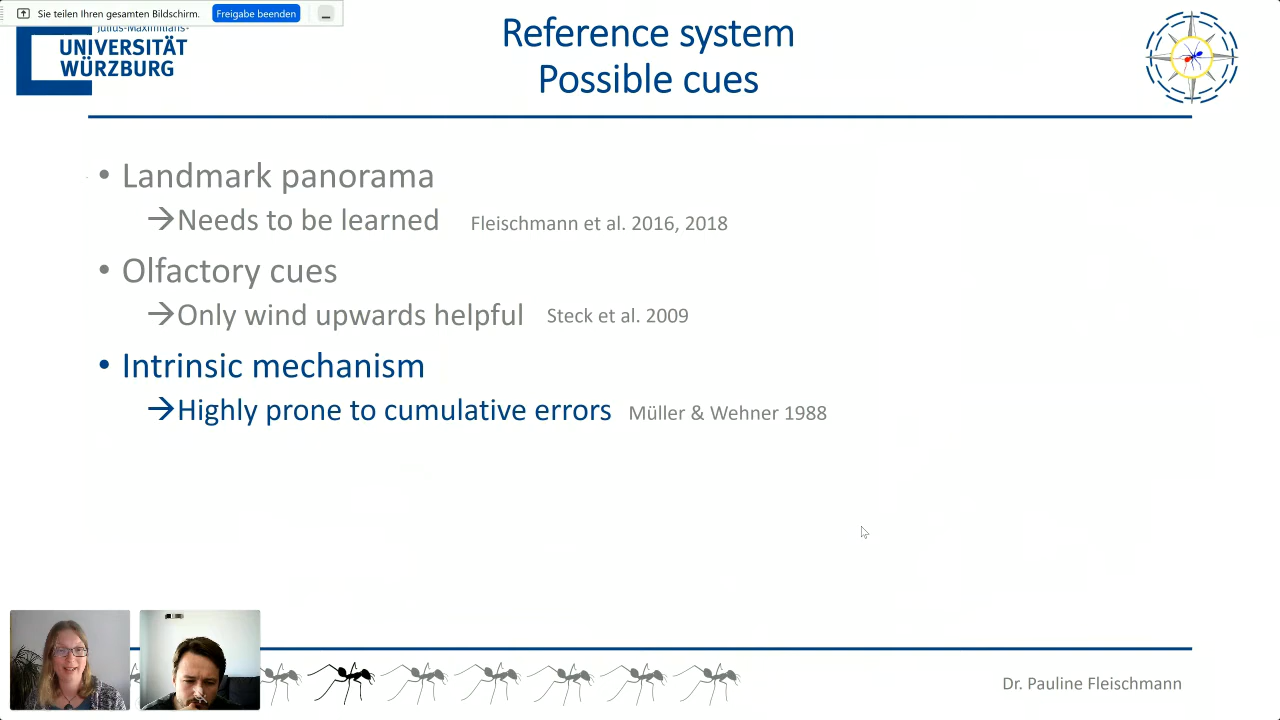 Sie teilen Ihren gesamten Bildschirm. Freigabe beenden
Julius-Maximilians-
UNIVERSITÄT
WÜRZBURG
Reference system
Possible cues
• Landmark panorama
→Needs to be learned Fleischmann et al. 2016, 2018
• Olfactory cues
→Only wind upwards helpful Steck et al. 2009
• Intrinsic mechanism
→Highly prone to cumulative errors Müller & Wehner 1988
Dr. Pauline Fleischmann